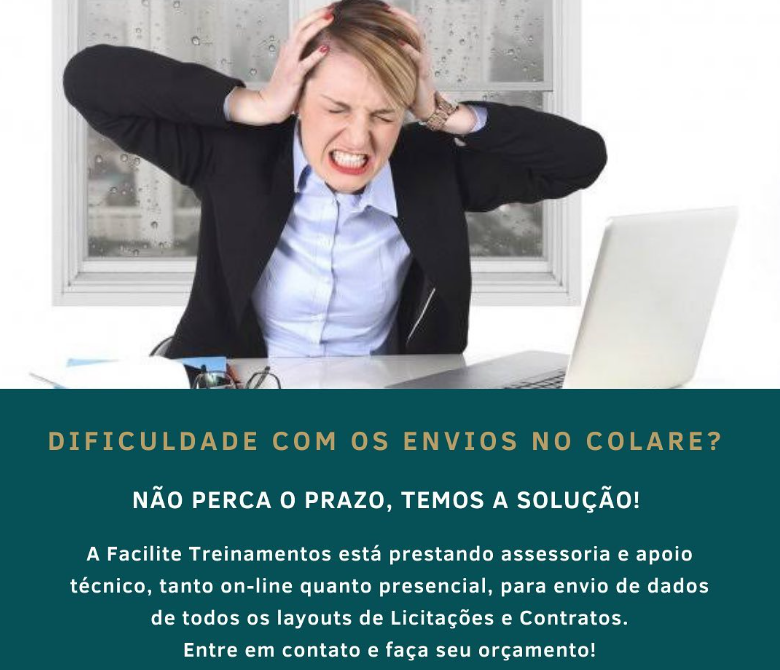 DIFICULDADE COM OS ENVIOS NO COLARE?
NÃO PERCA O PRAZO, TEMOS A SOLUÇÃO!
A Facilite Treinamentos está prestando assessoria e apoio
técnico, tanto on-line quanto presencial, para envio de dados
de todos os layouts de Licitações e Contratos.
Entre em contato e faça seu orçamento!